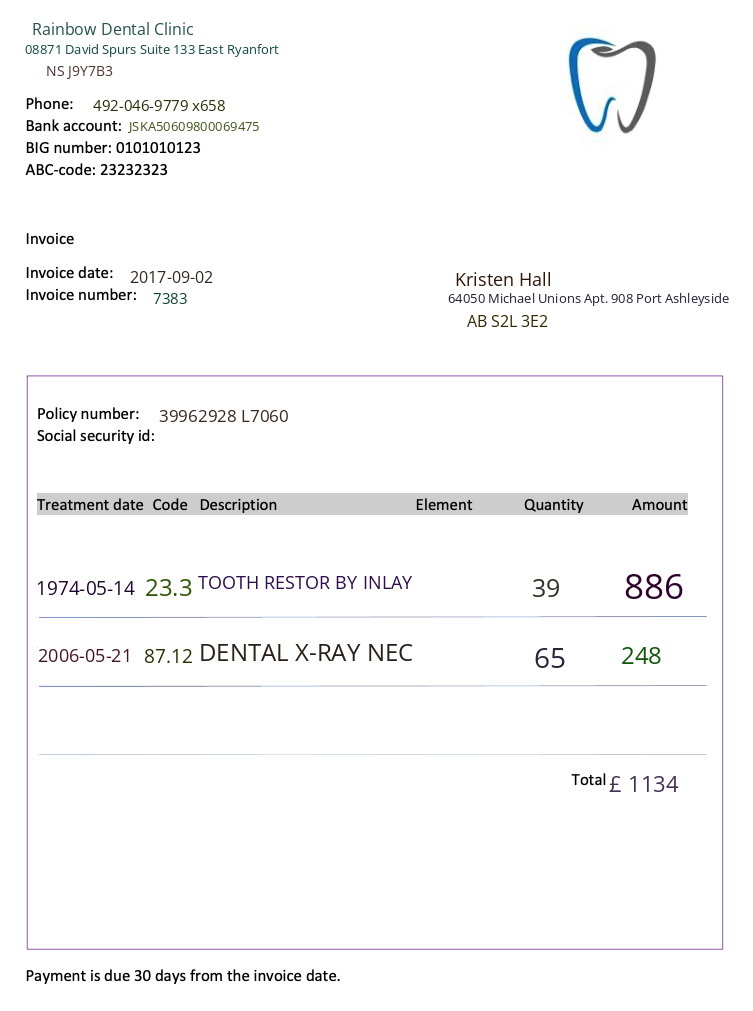 Rainbow Dental Clinic
08871 David Spurs Suite 133 East Ryanfort
NS J9Y7B3
Phone: 492-046-9779 x658
Bank account: JSKA50609800069475
BIG number: 0101010123
ABC-code: 23232323
Invoice
Invoice date: 2017-09-02
Invoice number: 7383
Kristen Hall
64050 Michael Unions Apt. 908 Port Ashleyside
AB S2L 3E2
Policy number: 39962928 L7060
Social security id:
Treatment date Code Description Element Quantity Amount
1974-05-14 23.3 TOOTH RESTOR BY INLAY 39 886
2006-05-21 87.12 DENTAL X-RAY NEC 65 248
Total £ 1134
Payment is due 30 days from the invoice date.